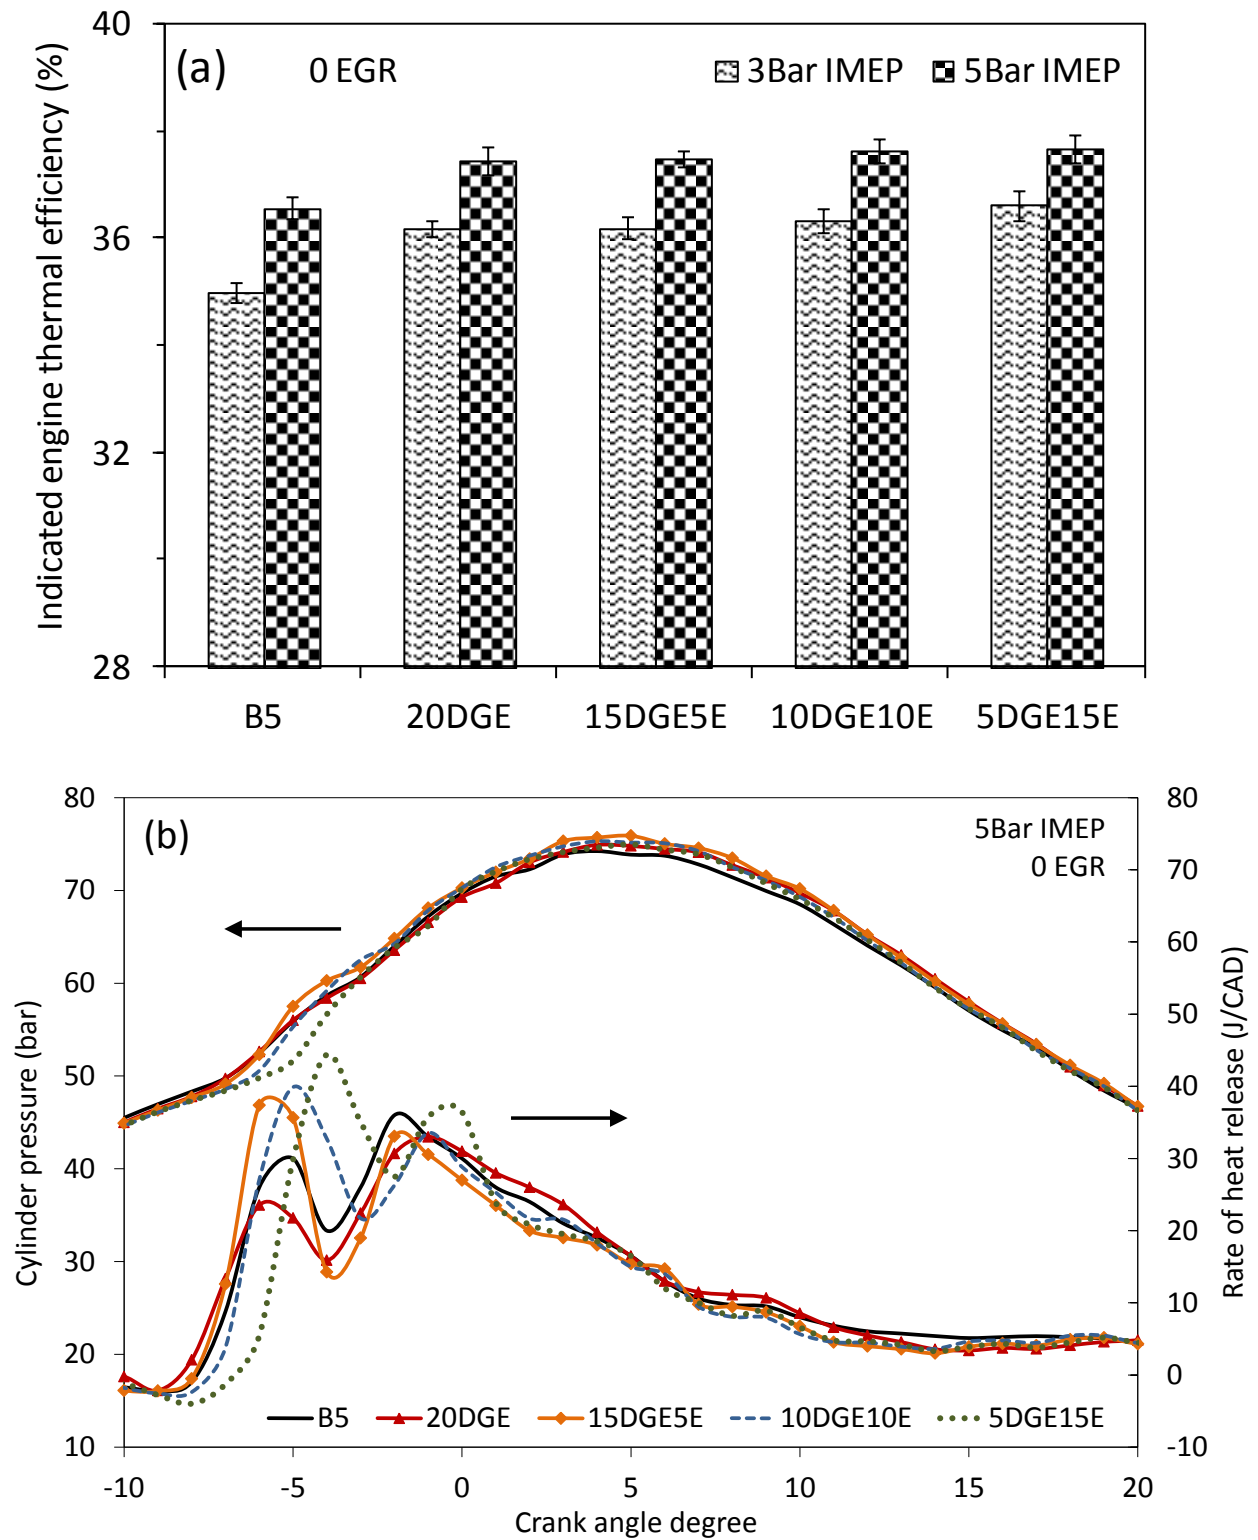 Indicated engine thermal efficiency (%)
40
36
32
28
(a)
0 EGR
3Bar IMEP
5Bar IMEP
B5
20DGE
15DGE5E
10DGE10E
5DGE15E
Cylinder pressure (bar)
80
70
60
50
40
30
20
10
(b)
5Bar IMEP
0 EGR
80
70
60
50
40
30
20
10
0
-10
Rate of heat release (J/CAD)
B5
20DGE
15DGE5E
10DGE10E
5DGE15E
-10
-5
0
5
10
15
20
Crank angle degree